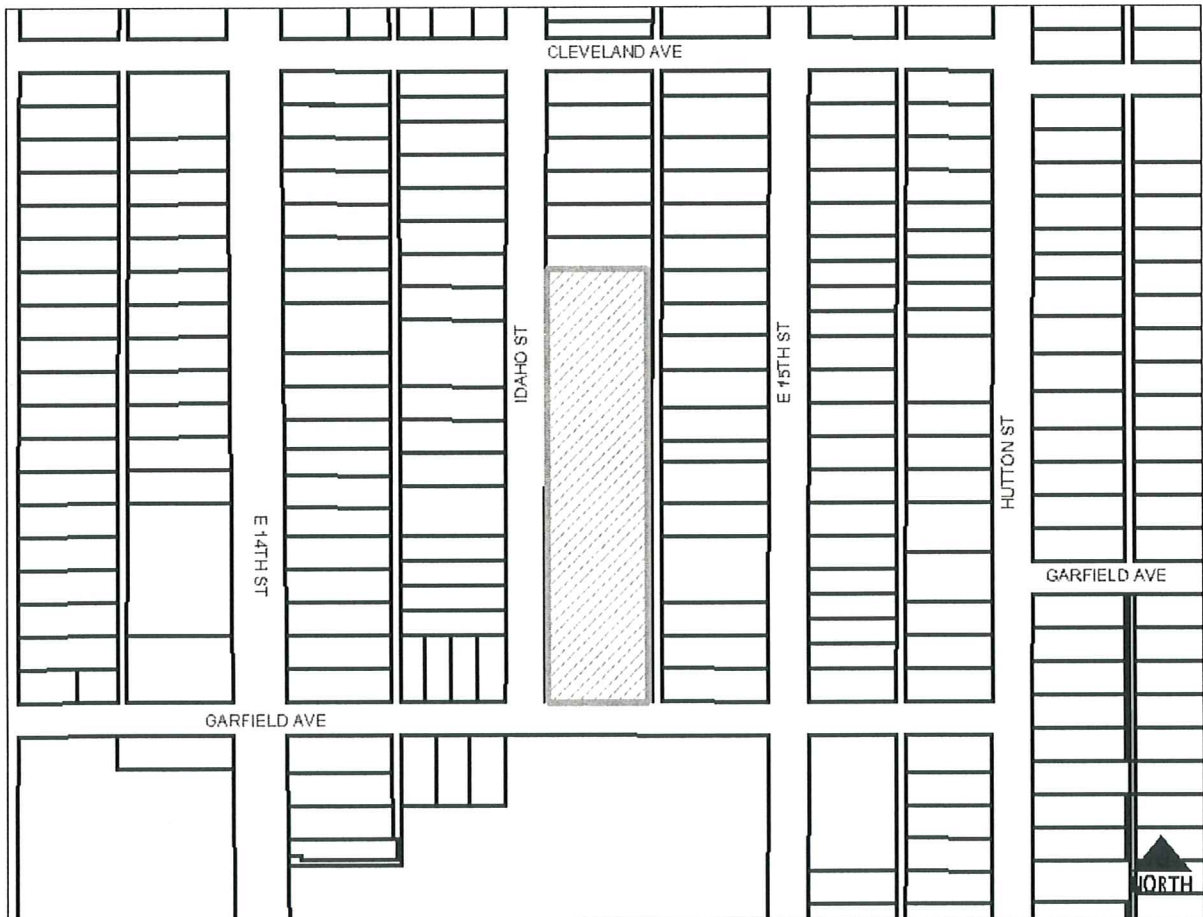 CLEVELAND AVE
IDAHO ST
E 15TH ST
HUTTON ST
E 14TH ST
GARFIELD AVE
GARFIELD AVE
NORTH